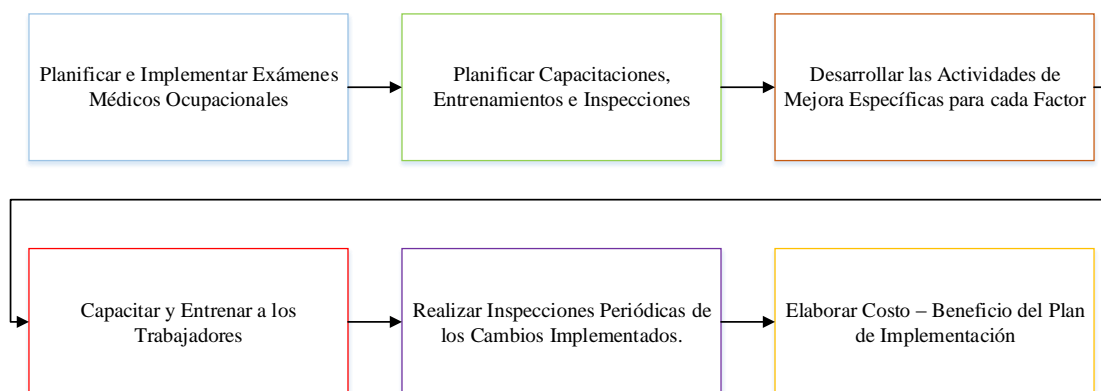 Planificar e Implementar Exámenes
Médicos Ocupacionales
Planificar Capacitaciones,
Entrenamientos e Inspecciones
Desarrollar las Actividades de
Mejora Específicas para cada Factor
Capacitar y Entrenar a los
Trabajadores
Realizar Inspecciones Periódicas de
los Cambios Implementados.
Elaborar Costo – Beneficio del Plan
de Implementación